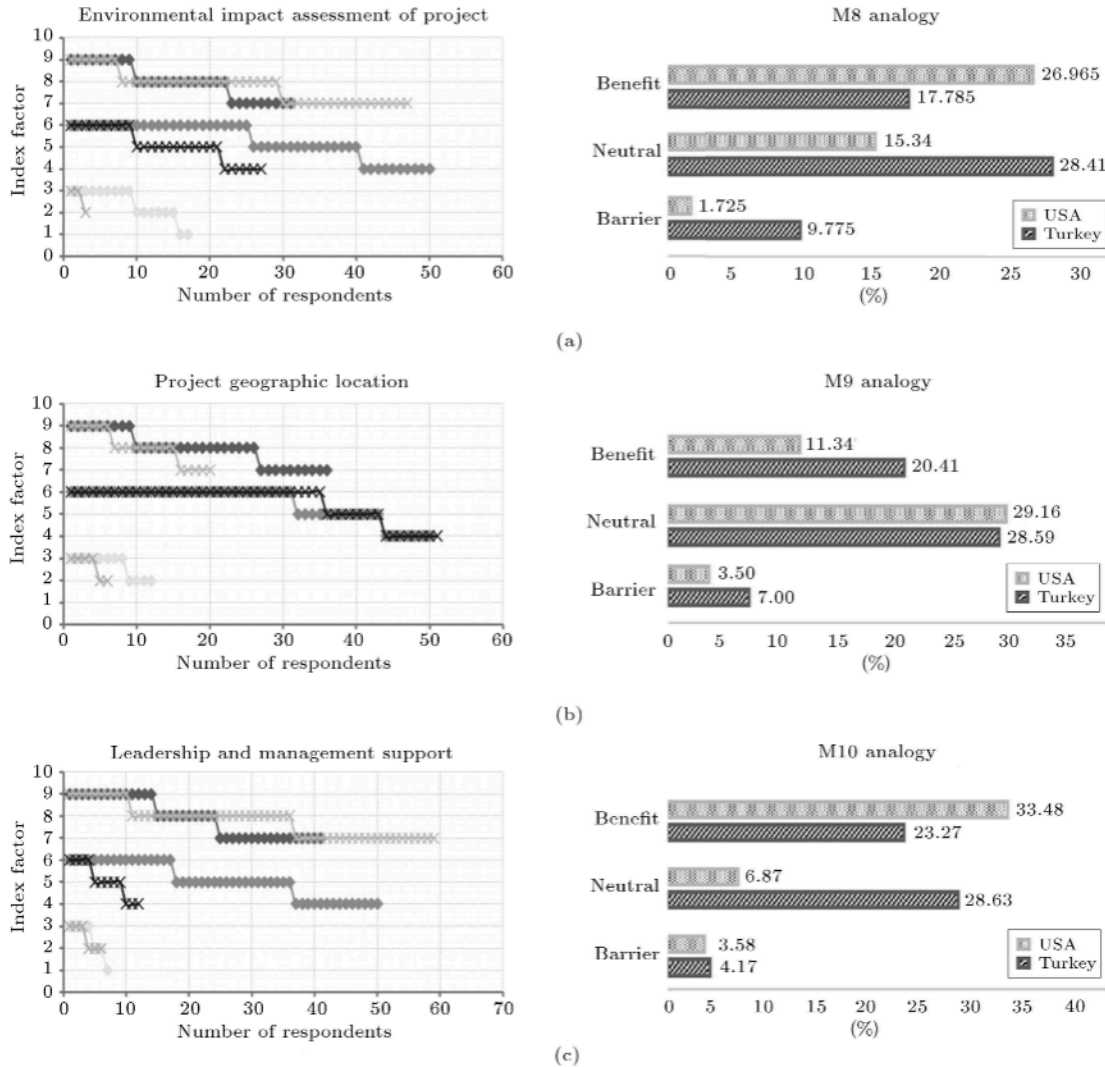 Environmental impact assessment of project
10
9
8
7
6
5
4
3
2
1
0 10 20 30 40 50 60
Index factor
Number of respondents
M8 analogy
Benefit
26.965
17.785
Neutral
15.34
28.41
Barrier
1.725
9.775
USA
Turkey
0 5 10 15 20 25 30
(%)
(a)
Project geographic location
10
9
8
7
6
5
4
3
2
1
0
0 10 20 30 40 50 60
Index factor
Number of respondents
M9 analogy
Benefit
11.34
20.41
Neutral
29.16
28.59
Barrier
3.50
7.00
USA
Turkey
0 5 10 15 20 25 30 35
(%)
(b)
Leadership and management support
10
9
8
7
6
5
4
3
2
1
0
0 10 20 30 40 50 60 70
Index factor
Number of respondents
M10 analogy
Benefit
33.48
23.27
Neutral
6.87
28.63
Barrier
3.58
4.17
USA
Turkey
0 5 10 15 20 25 30 35 40
(%)
(c)